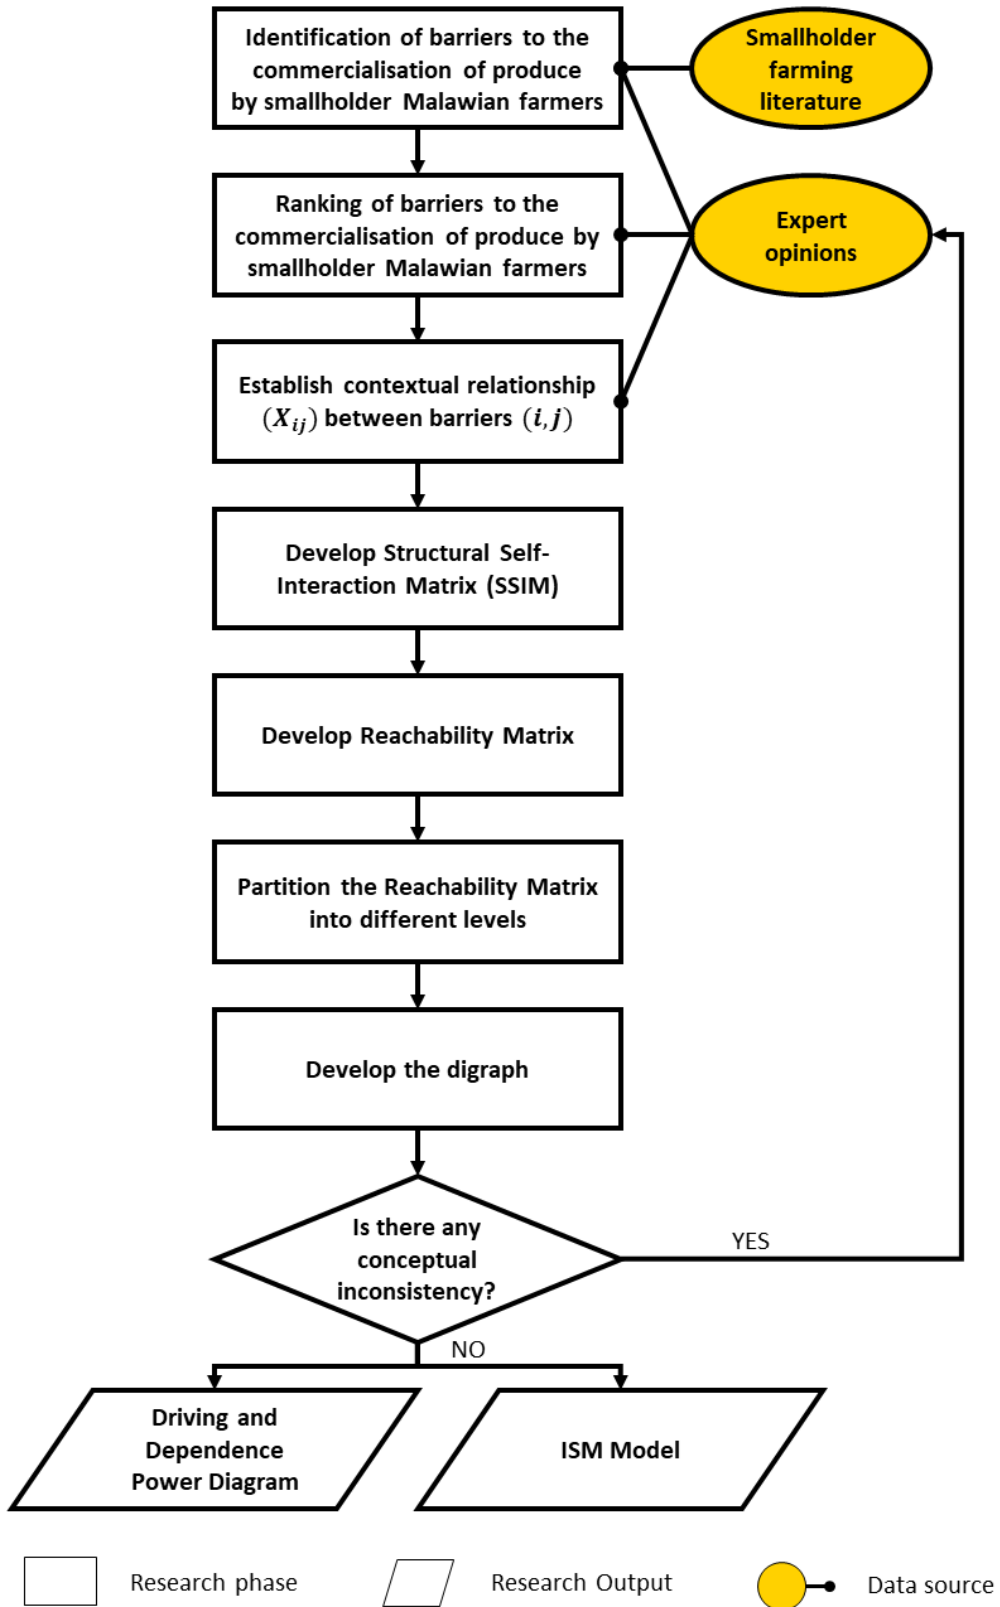 Identification of barriers to the
commercialisation of produce
by smallholder Malawian farmers
Smallholder
farming
literature
Ranking of barriers to the
commercialisation of produce by
smallholder Malawian farmers
Expert
opinions
Establish contextual relationship
(X_{ij}) between barriers (i,j)
Develop Structural Self-
Interaction Matrix (SSIM)
Develop Reachability Matrix
Partition the Reachability Matrix
into different levels
Develop the digraph
Is there any
conceptual
inconsistency?
YES
NO
Driving and
Dependence
Power Diagram
ISM Model
Research phase
Research Output
Data source